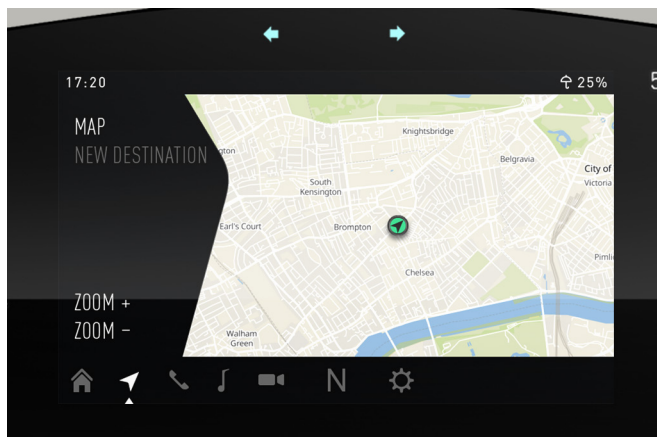 17:20
25%
5
MAP
NEW DESTINATION
Knightsbridge
Belgravia
City of
Victoria
South
Kensington
Earl's Court
Brompton
Chelsea
ZOOM +
ZOOM –
Walham
Green
N